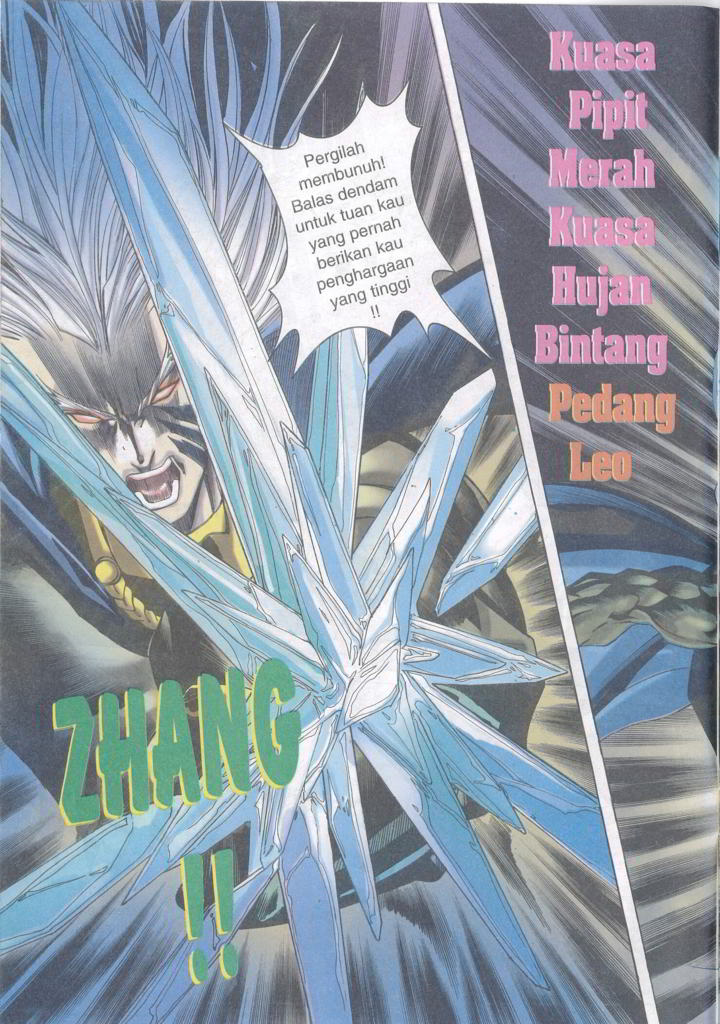 Pergilah
membunuh!
Balas dendam
untuk tuan kau
yang pernah
berikan kau
penghargaan
yang tinggi
!!
Kuasa
Pipit
Merah
Kuasa
Hujan
Bintang
Pedang
Leo
ZHANG
!!